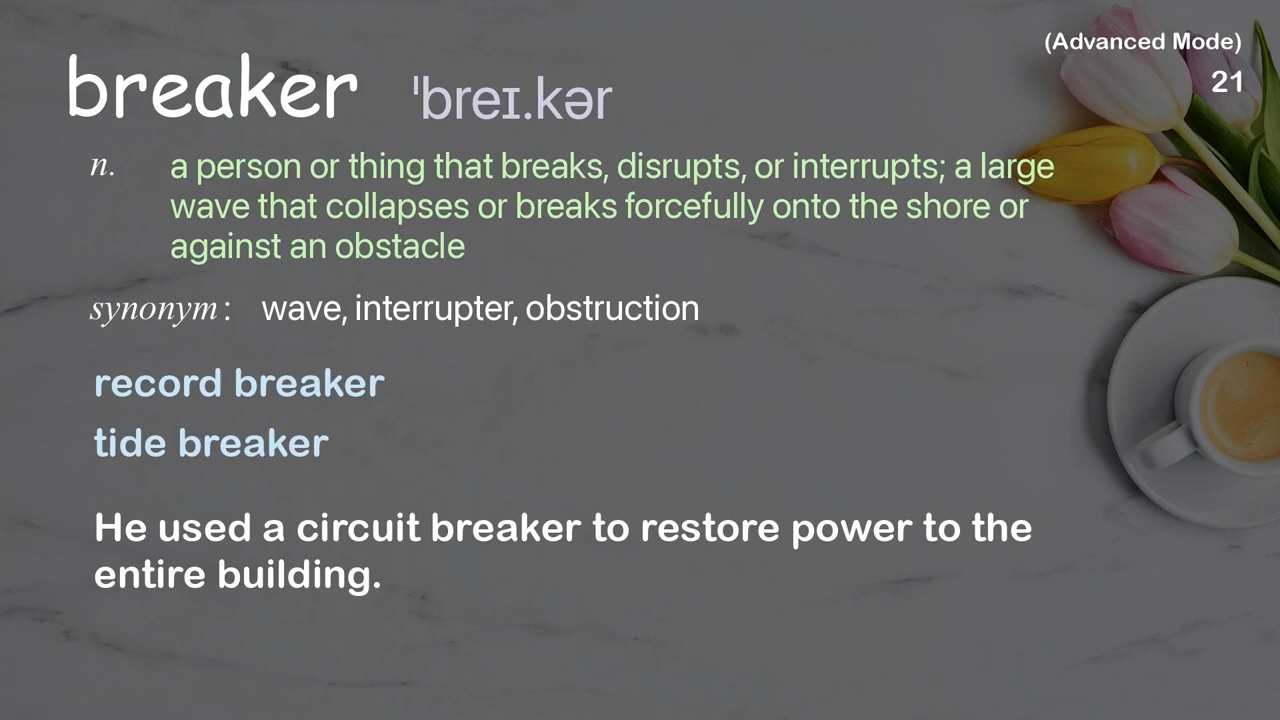 (Advanced Mode)
21
breaker ˈbreɪ.kər
n. a person or thing that breaks, disrupts, or interrupts; a large
wave that collapses or breaks forcefully onto the shore or
against an obstacle
synonym: wave, interrupter, obstruction
record breaker
tide breaker
He used a circuit breaker to restore power to the
entire building.